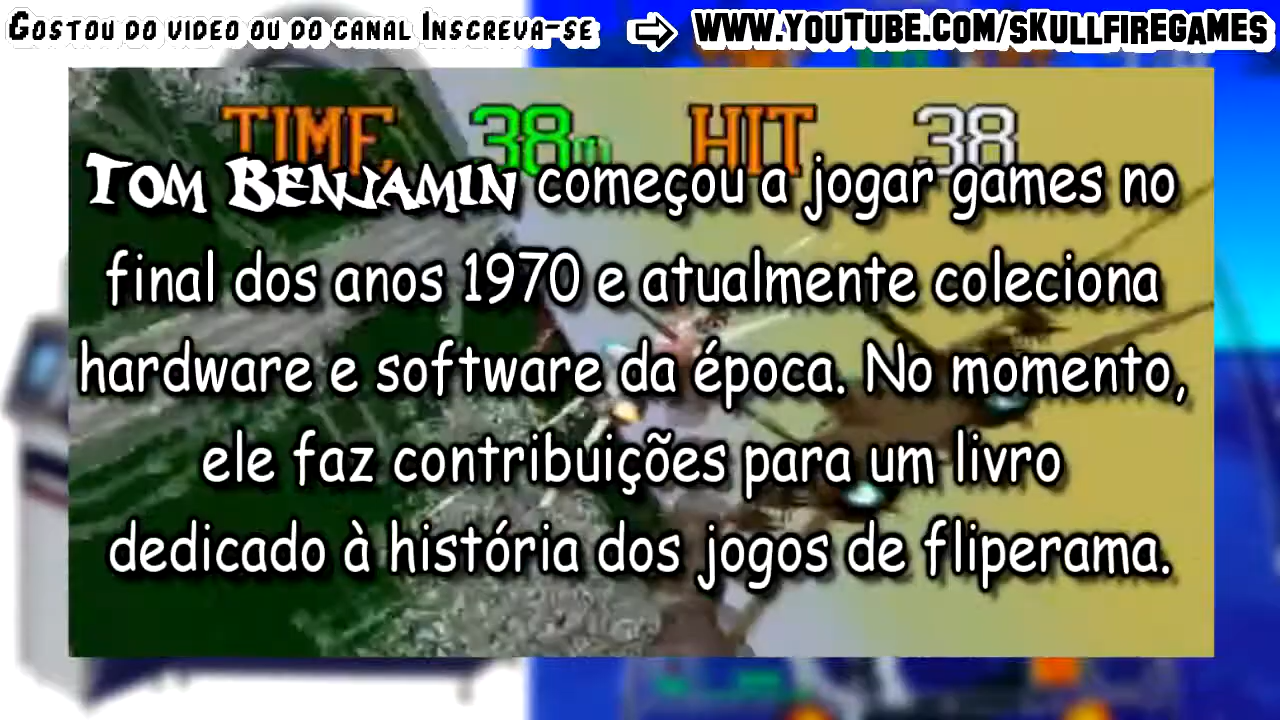 Gostou do video ou do canal Inscreva-se ⇨ www.youtube.com/skullfiregames
TIME 38m HIT 38
Tom Benjamin começou a jogar games no
final dos anos 1970 e atualmente coleciona
hardware e software da época. No momento,
ele faz contribuições para um livro
dedicado à história dos jogos de fliperama.